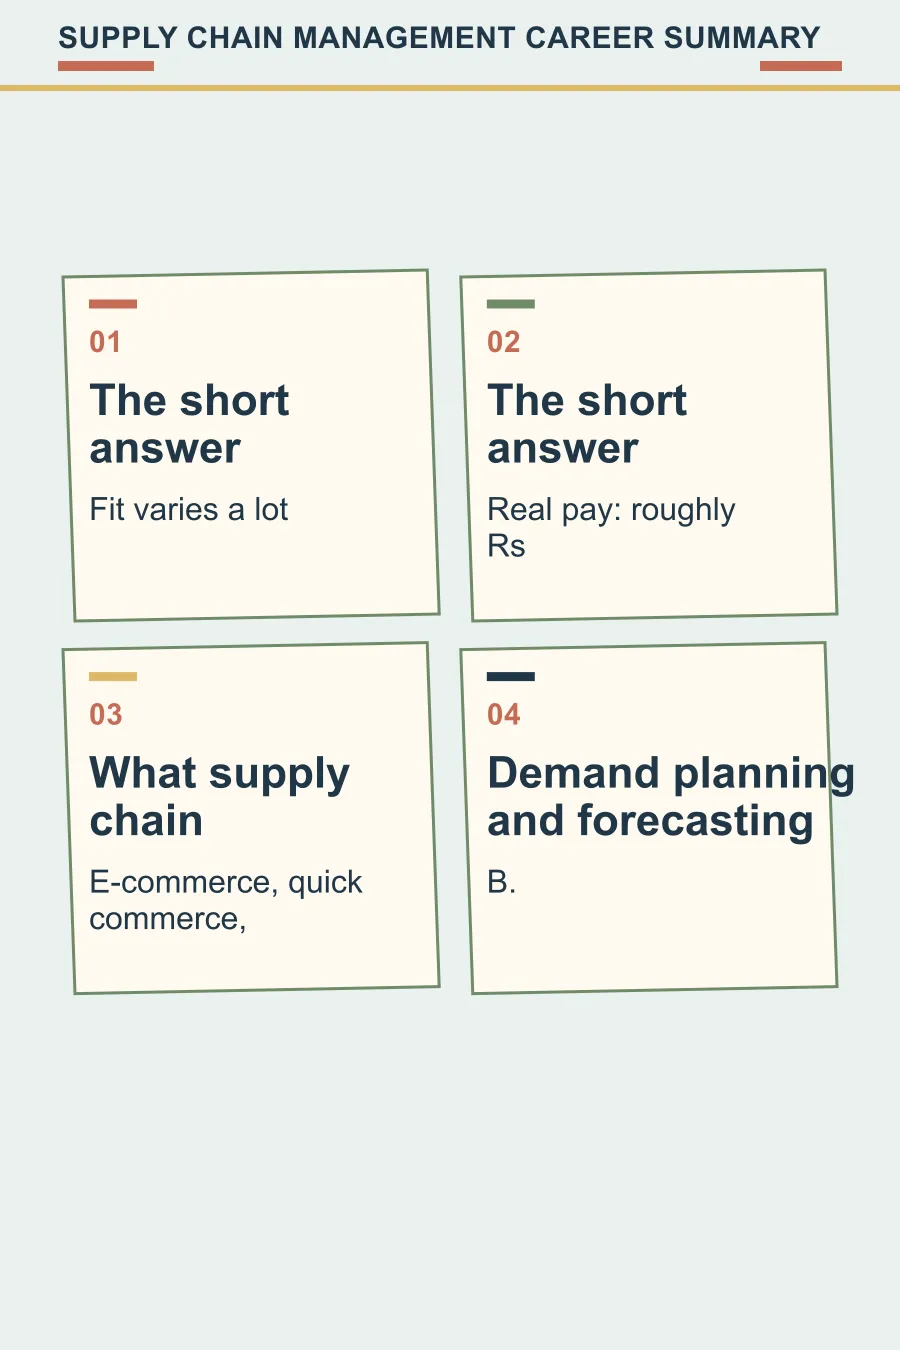 SUPPLY CHAIN MANAGEMENT CAREER SUMMARY
01
The short
answer
Fit varies a lot
02
The short
answer
Real pay: roughly
Rs
03
What supply
chain
E-commerce, quick
commerce,
04
Demand planning
and forecasting
B.